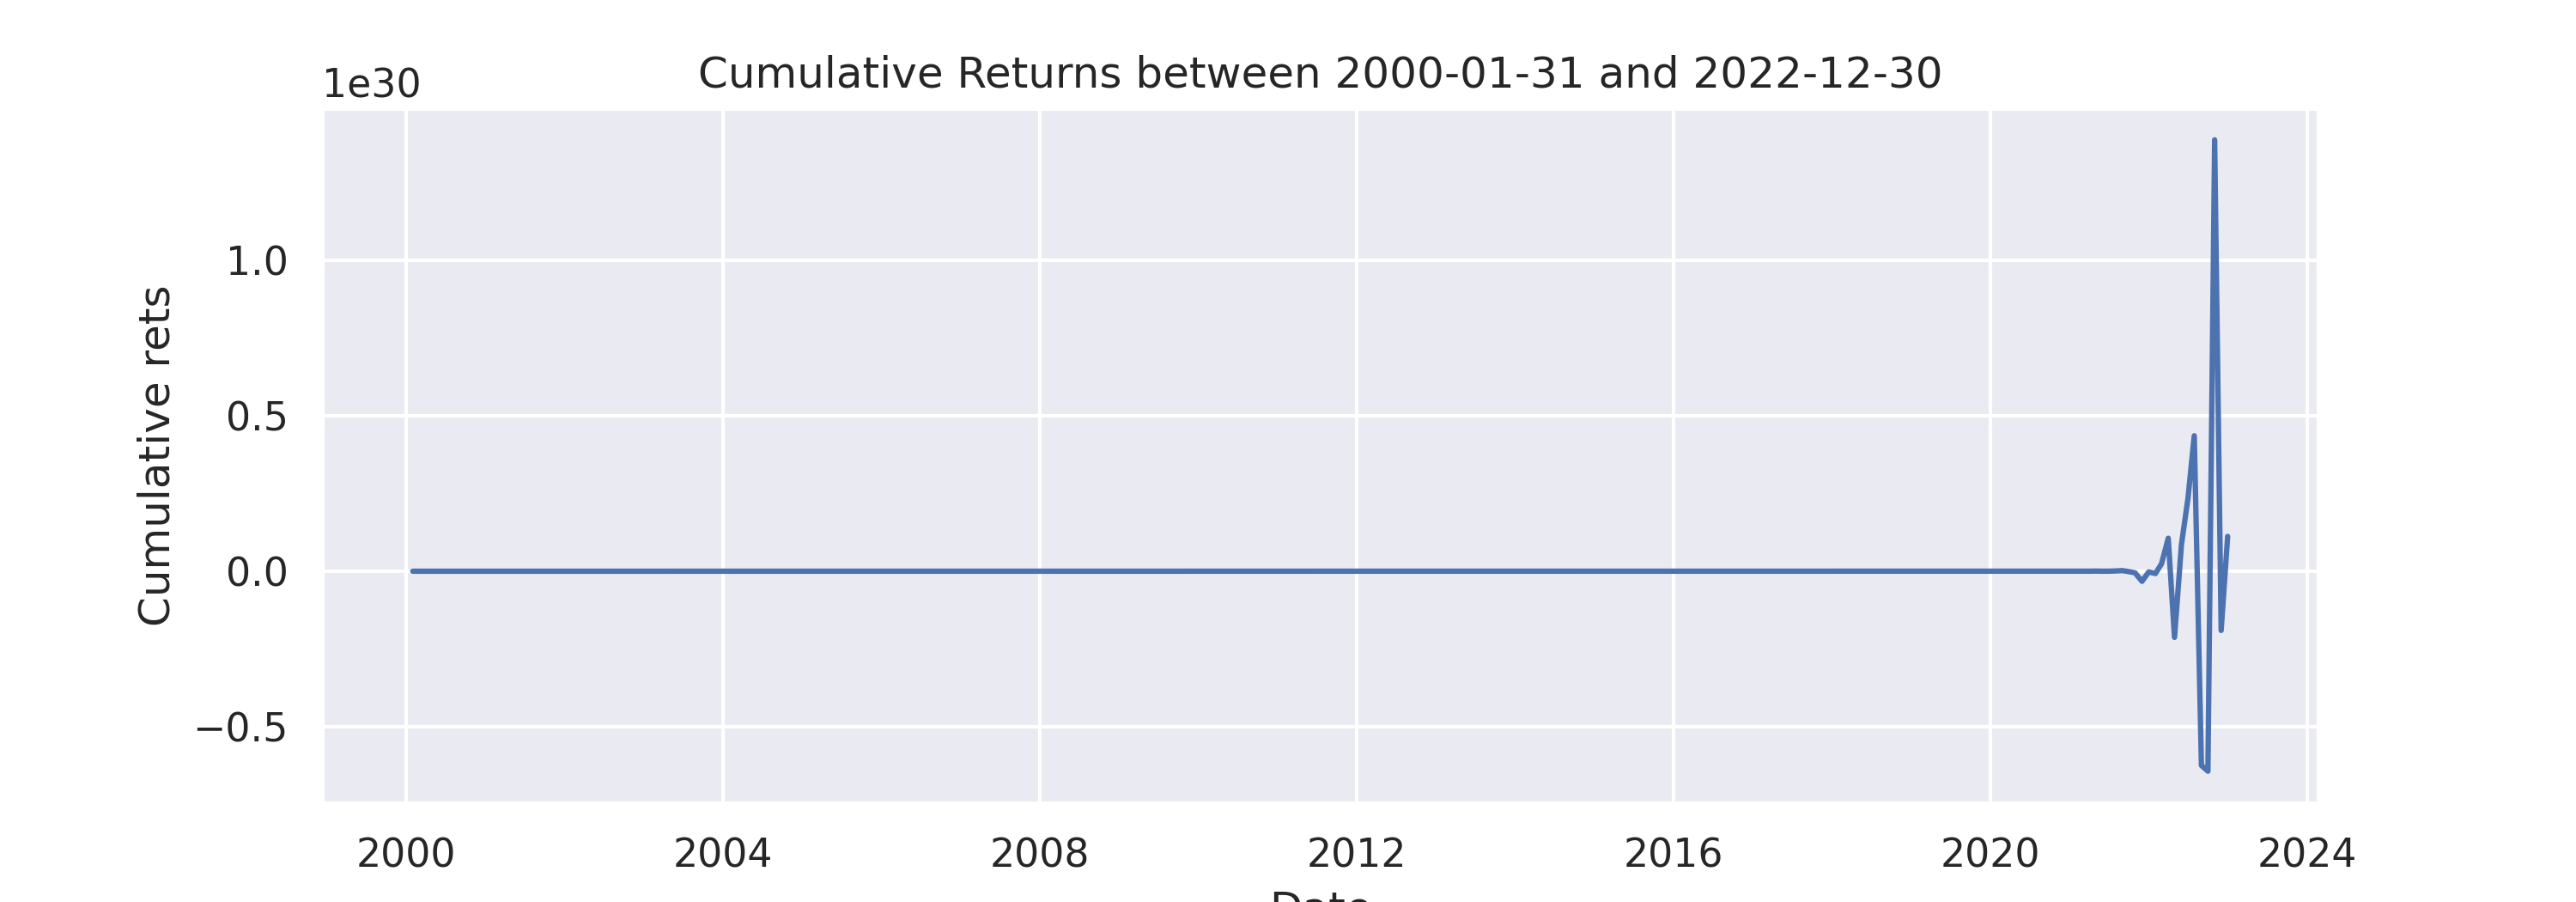 Cumulative Returns between 2000-01-31 and 2022-12-30
1e30
Cumulative rets
1.0
0.5
0.0
−0.5
2000 2004 2008 2012 2016 2020 2024
Date